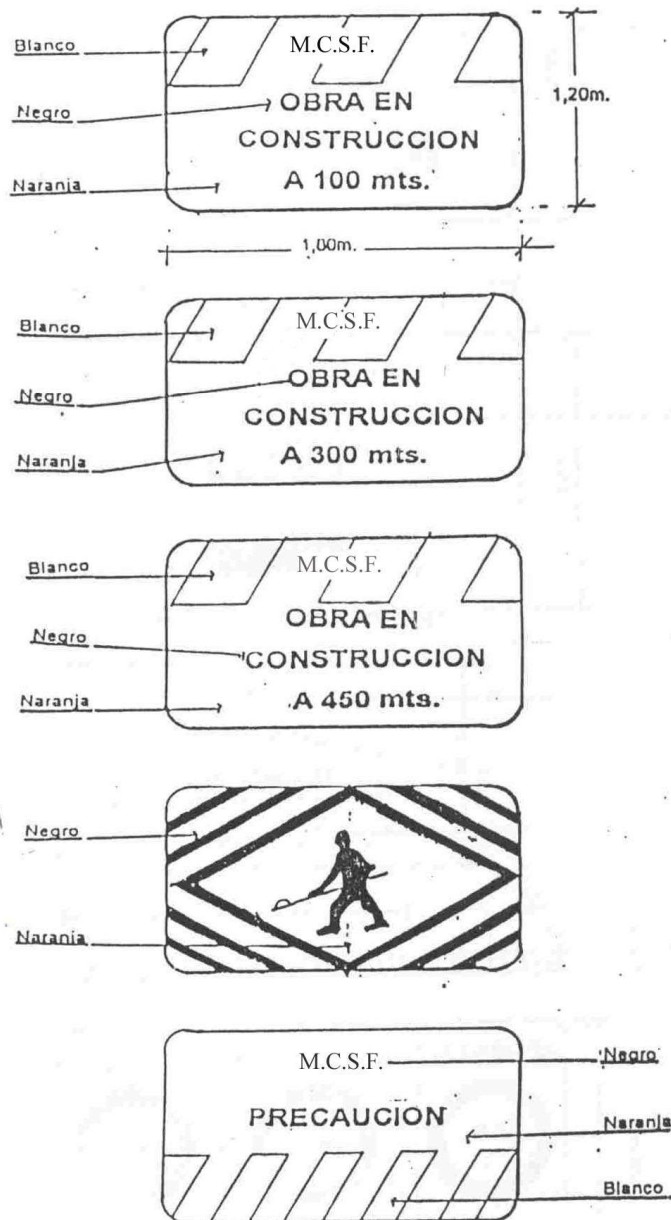 Blanco
M.C.S.F.
Negro
OBRA EN
CONSTRUCCION
Naranja
A 100 mts.
1,20m.
1,00m.
Blanco
M.C.S.F.
Negro
OBRA EN
CONSTRUCCION
Naranja
A 300 mts.
Blanco
M.C.S.F.
Negro
OBRA EN
CONSTRUCCION
Naranja
A 450 mts.
Negro
Naranja
M.C.S.F.
Negro
PRECAUCION
Naranja
Blanco